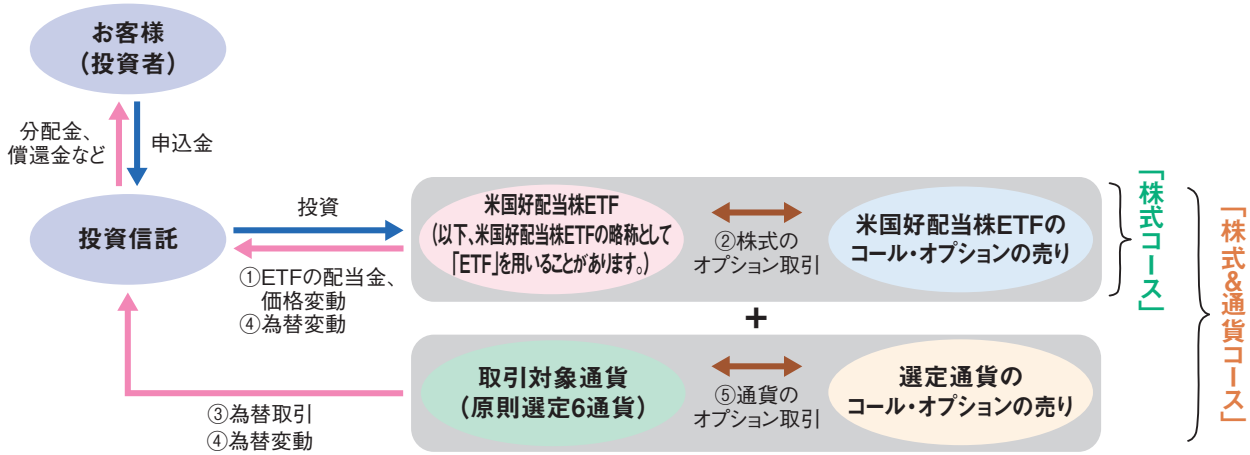 お客様
（投資者）
分配金、
償還金など
申込金
投資信託
投資
①ETFの配当金、
価格変動
④為替変動
米国好配当株ETF
（以下、米国好配当株ETFの略称として
「ETF」を用いることがあります。）
②株式の
オプション取引
米国好配当株ETFの
コール・オプションの売り
「株式コース」
「株式&通貨コース」
+
取引対象通貨
（原則選定6通貨）
⑤通貨の
オプション取引
選定通貨の
コール・オプションの売り
③為替取引
④為替変動